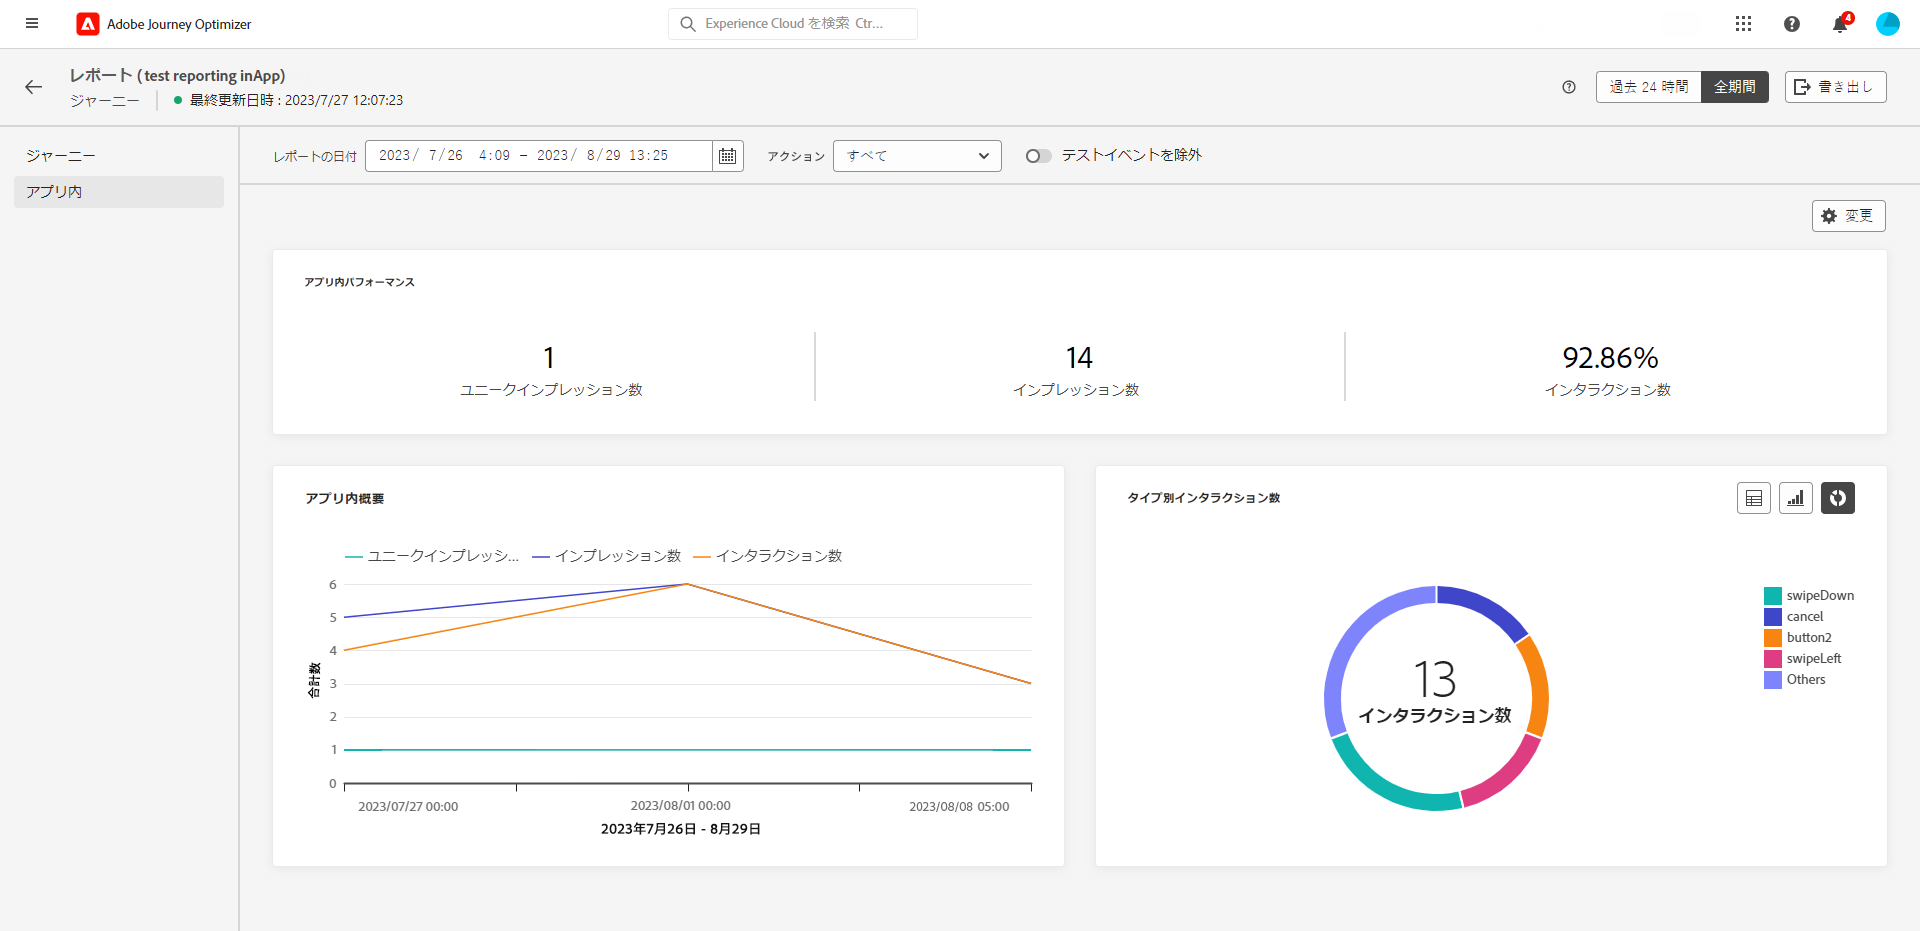 Adobe Journey Optimizer
Experience Cloud を検索 Ctr...
4
レポート ( test reporting inApp)
ジャーニー
最終更新日時 : 2023/7/27 12:07:23
過去 24 時間
全期間
書き出し
ジャーニー
アプリ内
レポートの日付
2023/ 7/26 4:09 – 2023/ 8/29 13:25
アクション
すべて
テストイベントを除外
変更
アプリ内パフォーマンス
1
ユニークインプレッション数
14
インプレッション数
92.86%
インタラクション数
アプリ内概要
ユニークインプレッシ...
インプレッション数
インタラクション数
6
5
4
3
2
1
0
合計数
2023/07/27 00:00
2023/08/01 00:00
2023/08/08 05:00
2023年7月26日 - 8月29日
タイプ別インタラクション数
13
インタラクション数
swipeDown
cancel
button2
swipeLeft
Others